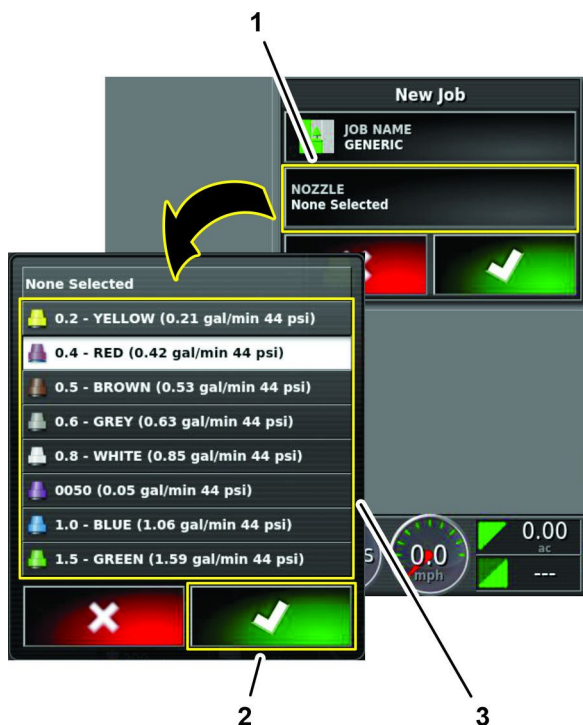 1
New Job
JOB NAME
GENERIC
NOZZLE
None Selected
None Selected
0.2 - YELLOW (0.21 gal/min 44 psi)
0.4 - RED (0.42 gal/min 44 psi)
0.5 - BROWN (0.53 gal/min 44 psi)
0.6 - GREY (0.63 gal/min 44 psi)
0.8 - WHITE (0.85 gal/min 44 psi)
0050 (0.05 gal/min 44 psi)
1.0 - BLUE (1.06 gal/min 44 psi)
1.5 - GREEN (1.59 gal/min 44 psi)
S
0.0
mph
0.00
ac
---
2
3